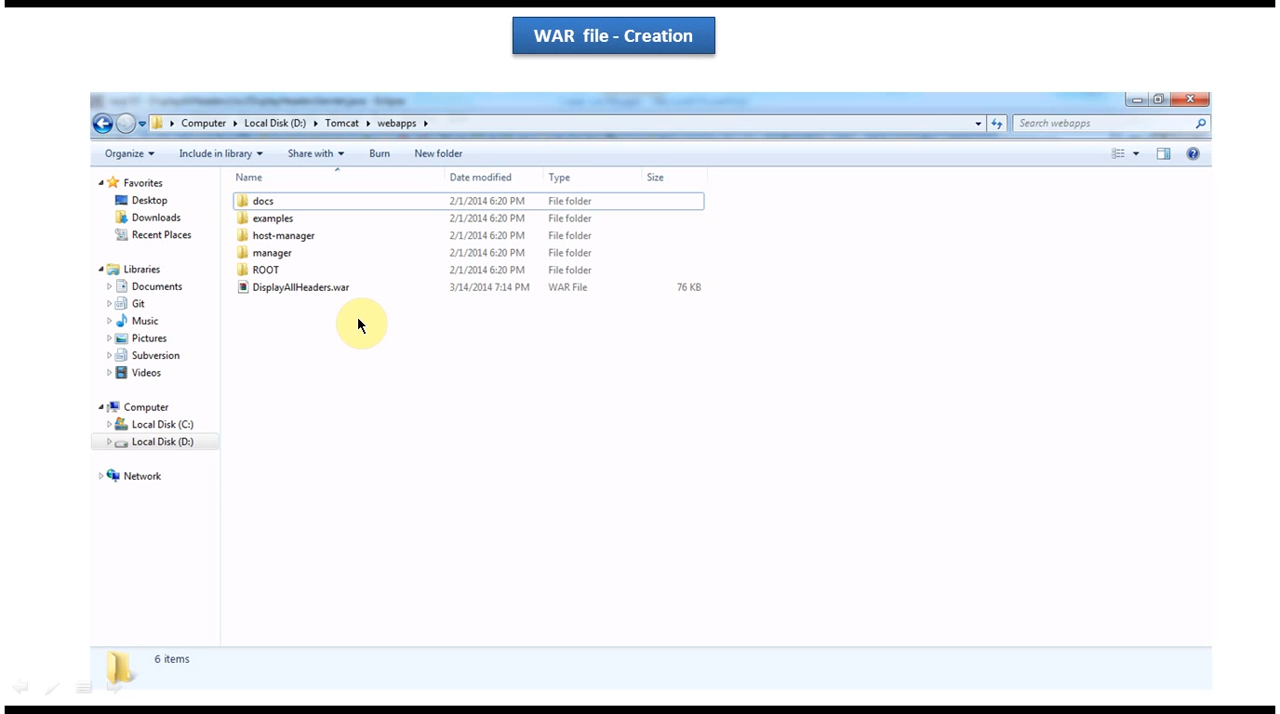 WAR file - Creation
Computer Local Disk (D:) Tomcat webapps
Search webapps
Organize Include in library Share with Burn New folder
Name Date modified Type Size
Favorites
Desktop
Downloads
Recent Places
Libraries
Documents
Git
Music
Pictures
Subversion
Videos
Computer
Local Disk (C:)
Local Disk (D:)
Network
docs 2/1/2014 6:20 PM File folder
examples 2/1/2014 6:20 PM File folder
host-manager 2/1/2014 6:20 PM File folder
manager 2/1/2014 6:20 PM File folder
ROOT 2/1/2014 6:20 PM File folder
DisplayAllHeaders.war 3/14/2014 7:14 PM WAR File 76 KB
6 items